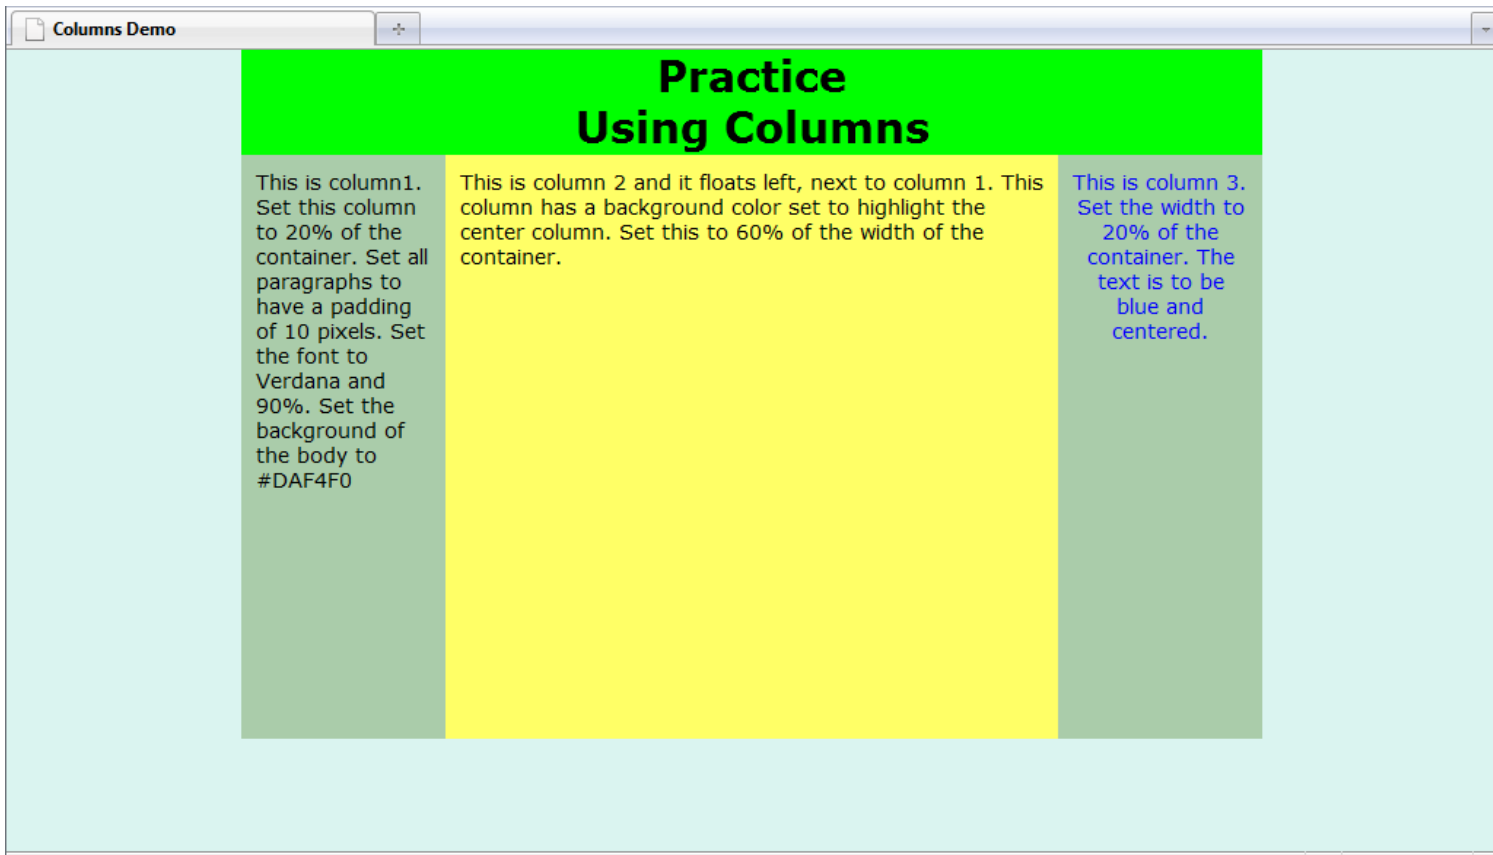 Columns Demo
Practice
Using Columns
This is column1.
Set this column
to 20% of the
container. Set all
paragraphs to
have a padding
of 10 pixels. Set
the font to
Verdana and
90%. Set the
background of
the body to
#DAF4F0
This is column 2 and it floats left, next to column 1. This
column has a background color set to highlight the
center column. Set this to 60% of the width of the
container.
This is column 3.
Set the width to
20% of the
container. The
text is to be
blue and
centered.